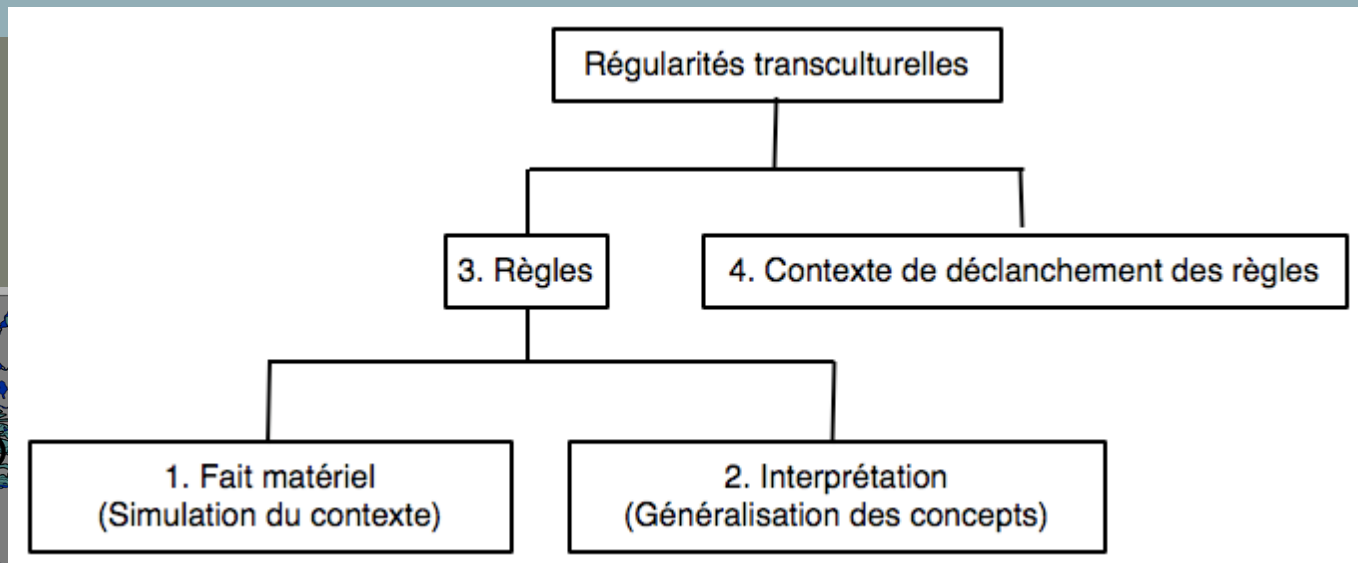 Régularités transculturelles
3. Règles
4. Contexte de déclanchement des règles
1. Fait matériel
(Simulation du contexte)
2. Interprétation
(Généralisation des concepts)